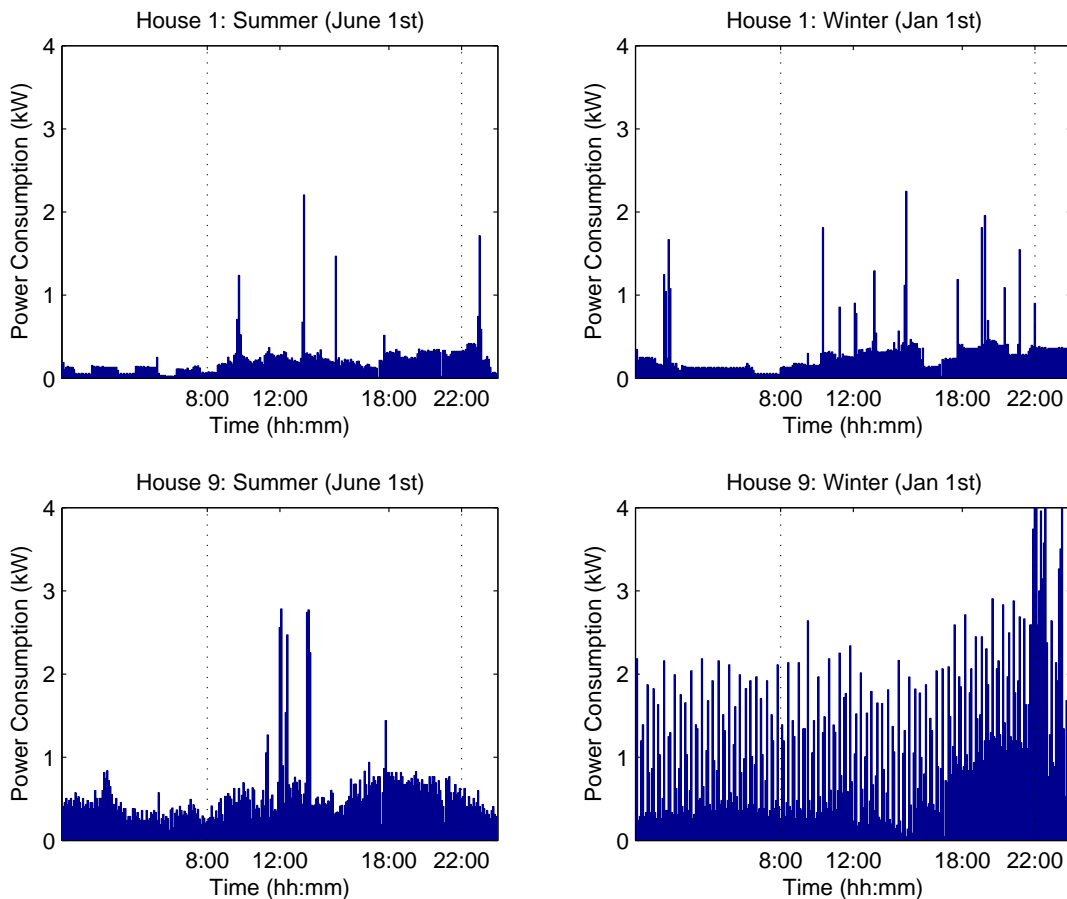 House 1: Summer (June 1st)
4
3
2
1
0
Power Consumption (kW)
8:00 12:00 18:00 22:00
Time (hh:mm)
House 1: Winter (Jan 1st)
4
3
2
1
0
Power Consumption (kW)
8:00 12:00 18:00 22:00
Time (hh:mm)
House 9: Summer (June 1st)
4
3
2
1
0
Power Consumption (kW)
8:00 12:00 18:00 22:00
Time (hh:mm)
House 9: Winter (Jan 1st)
4
3
2
1
0
Power Consumption (kW)
8:00 12:00 18:00 22:00
Time (hh:mm)